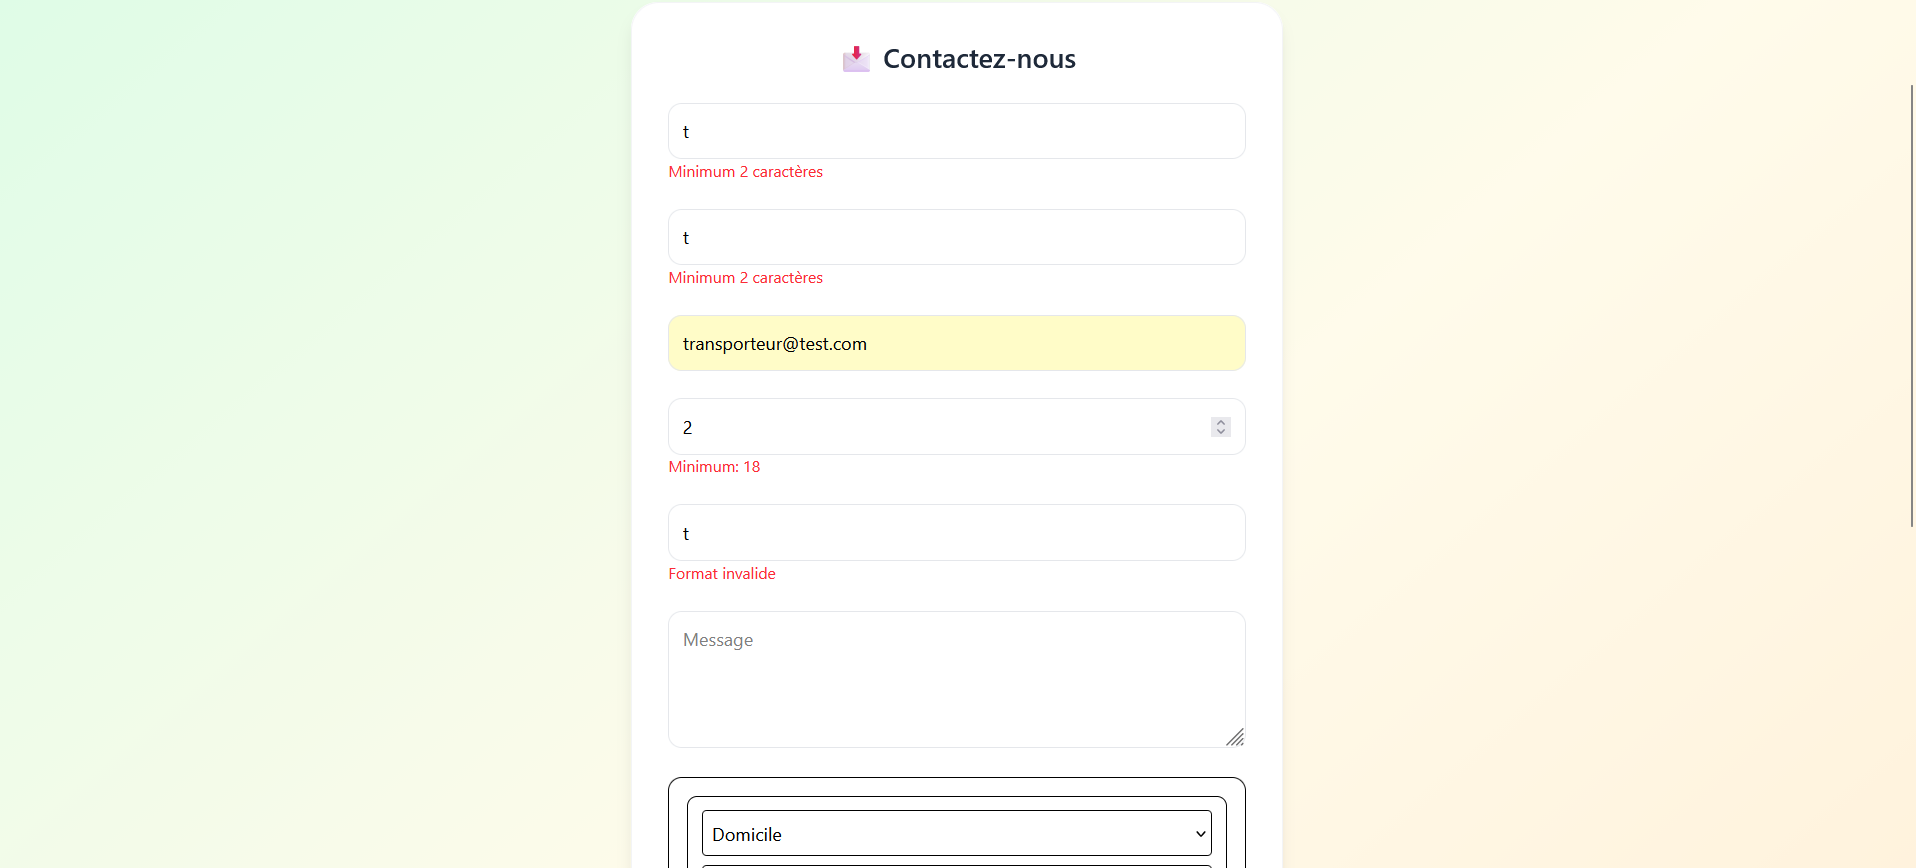 Contactez-nous
t
Minimum 2 caractères
t
Minimum 2 caractères
transporteur@test.com
2
Minimum: 18
t
Format invalide
Message
Domicile